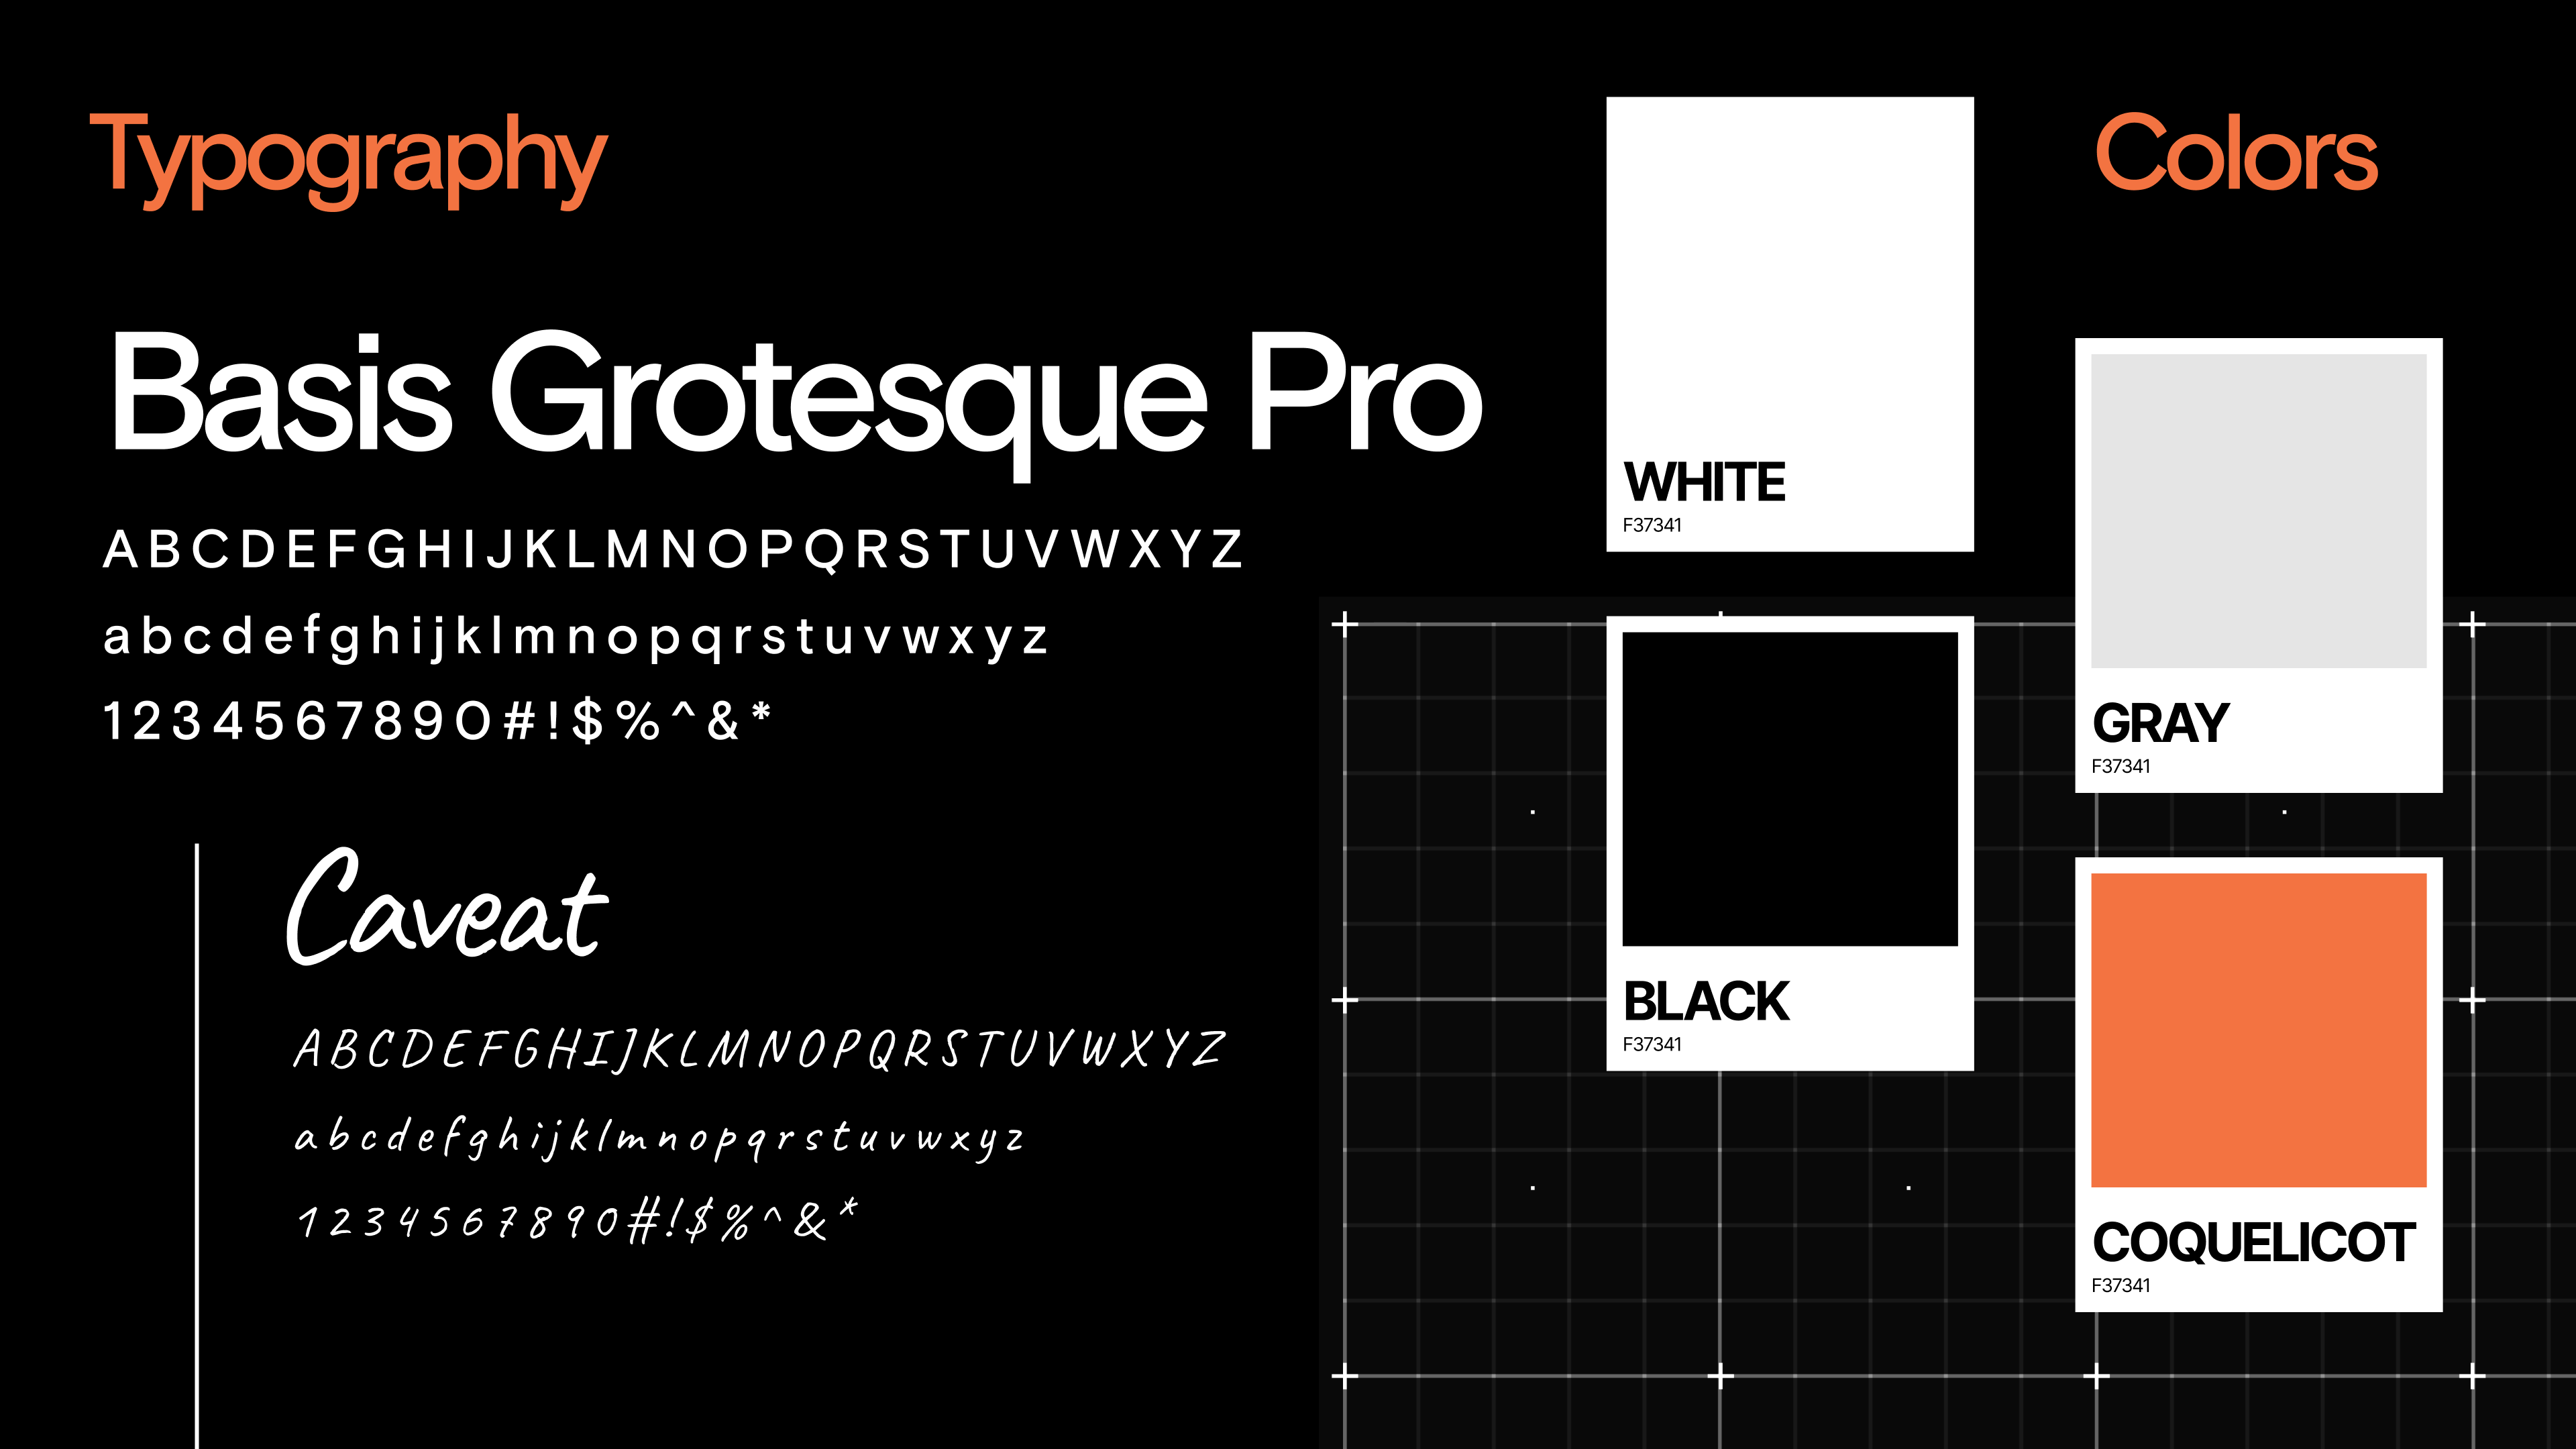 Typography
Basis Grotesque Pro
A B C D E F G H I J K L M N O P Q R S T U V W X Y Z
a b c d e f g h i j k l m n o p q r s t u v w x y z
1 2 3 4 5 6 7 8 9 0 # ! $ % ^ & *
Caveat
A B C D E F G H I J K L M N O P Q R S T U V W X Y Z
a b c d e f g h i j k l m n o p q r s t u v w x y z
1 2 3 4 5 6 7 8 9 0 # ! $ % ^ & *
Colors
WHITE
F37341
GRAY
F37341
BLACK
F37341
COQUELICOT
F37341